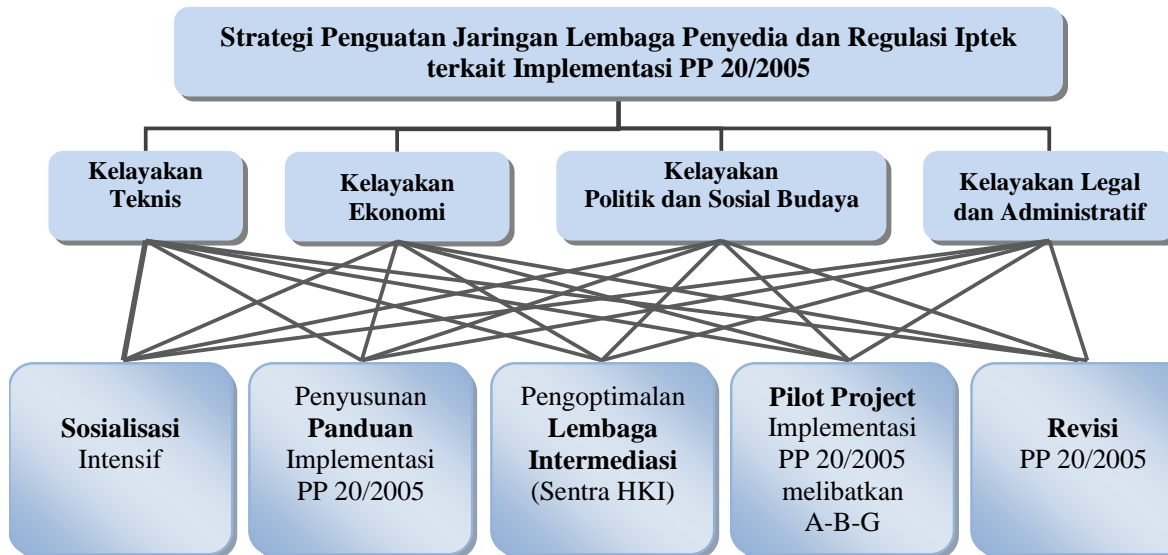 Strategi Penguatan Jaringan Lembaga Penyedia dan Regulasi Iptek
terkait Implementasi PP 20/2005
Kelayakan
Teknis
Kelayakan
Ekonomi
Kelayakan
Politik dan Sosial Budaya
Kelayakan Legal
dan Administratif
Sosialisasi
Intensif
Penyusunan
Panduan
Implementasi
PP 20/2005
Pengoptimalan
Lembaga
Intermediasi
(Sentra HKI)
Pilot Project
Implementasi
PP 20/2005
melibatkan
A-B-G
Revisi
PP 20/2005